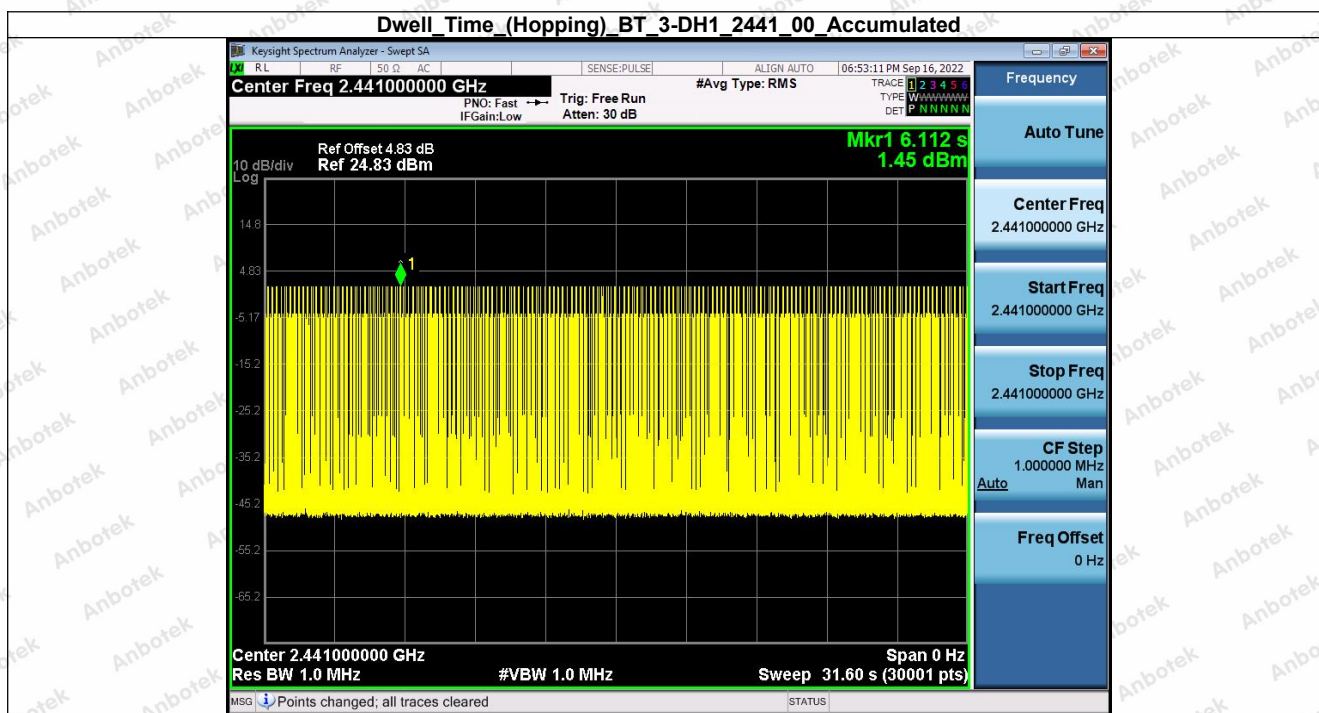 Dwell_Time_(Hopping)_BT_3-DH1_2441_00_Accumulated
Keysight Spectrum Analyzer - Swept SA
LXI RL RF 50 Ω AC SENSE:PULSE ALIGN AUTO 06:53:11 PM Sep 16, 2022
Center Freq 2.441000000 GHz
PNO: Fast
IFGain:Low
Trig: Free Run
Atten: 30 dB
#Avg Type: RMS
TRACE 1 2 3 4 5 6
TYPE WWWWWW
DET P N N N N N
Frequency
Auto Tune
Center Freq
2.441000000 GHz
Start Freq
2.441000000 GHz
Stop Freq
2.441000000 GHz
CF Step
1.000000 MHz
Auto Man
Freq Offset
0 Hz
Mkr1 6.112 s
1.45 dBm
Ref Offset 4.83 dB
10 dB/div Ref 24.83 dBm
Log
14.8
4.83
-5.17
-15.2
-25.2
-35.2
-45.2
-55.2
-65.2
1
Center 2.441000000 GHz Span 0 Hz
Res BW 1.0 MHz #VBW 1.0 MHz Sweep 31.60 s (30001 pts)
MSG Points changed; all traces cleared STATUS
Anbotek